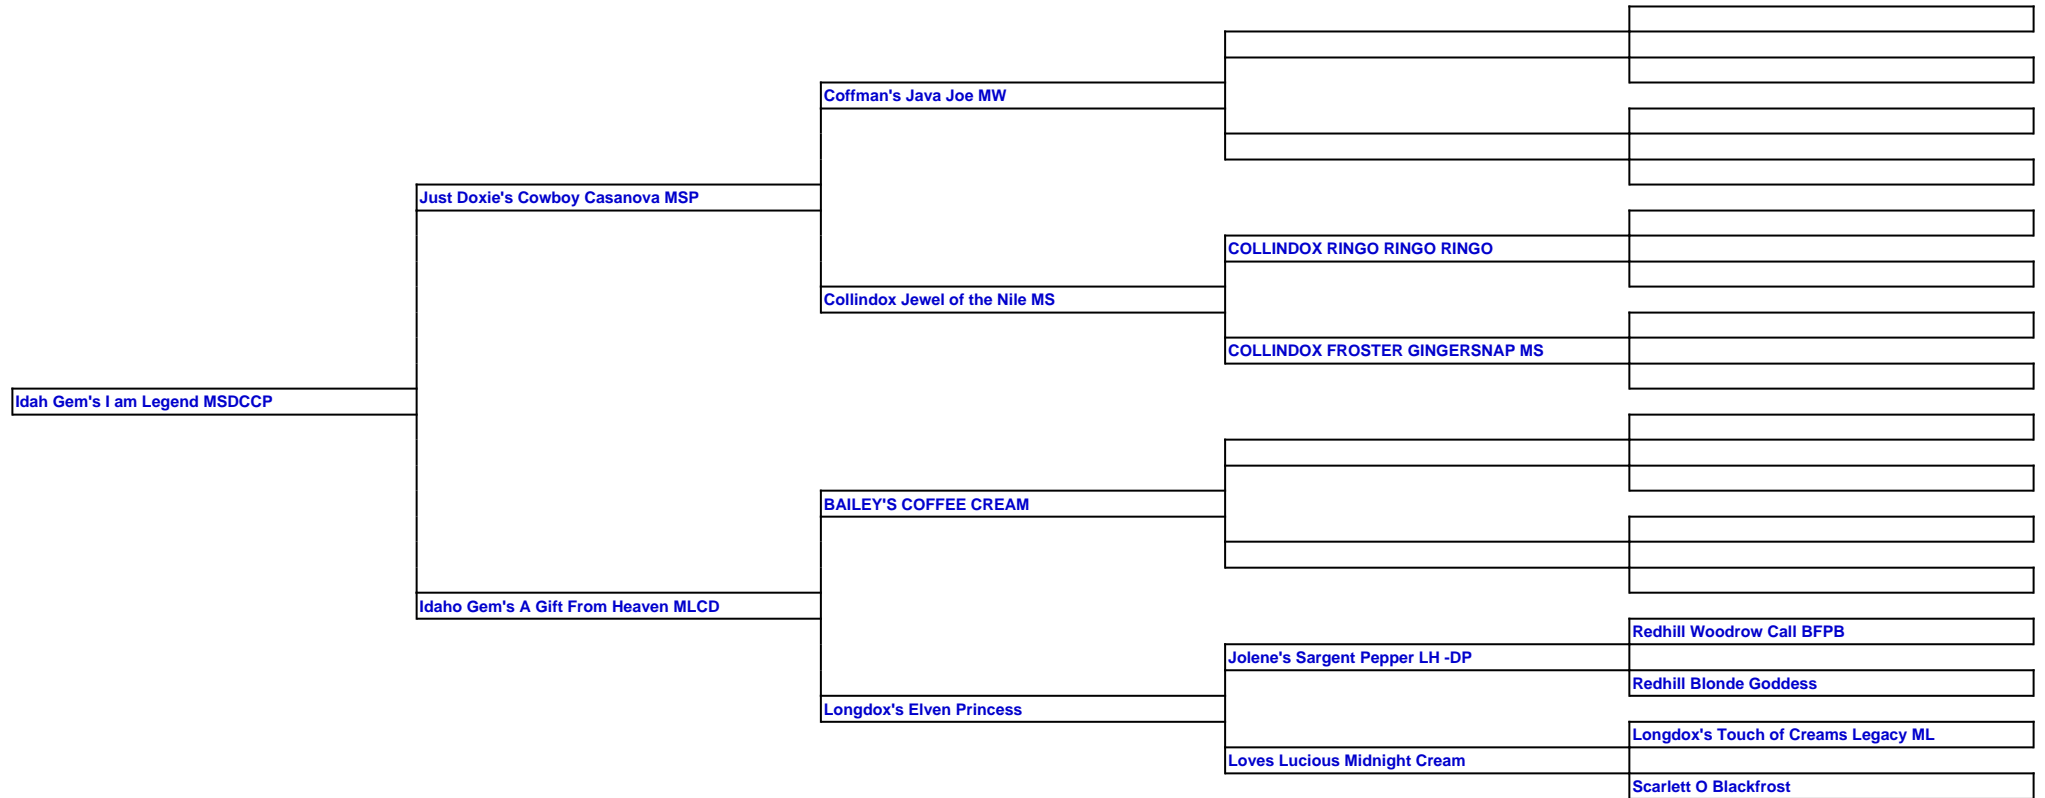 Coffman's Java Joe MW
Just Doxie's Cowboy Casanova MSP
COLLINDOX RINGO RINGO RINGO
Collindox Jewel of the Nile MS
COLLINDOX FROSTER GINGERSNAP MS
Idah Gem's I am Legend MSDCCP
BAILEY'S COFFEE CREAM
Idaho Gem's A Gift From Heaven MLCD
Redhill Woodrow Call BFPB
Jolene's Sargent Pepper LH -DP
Redhill Blonde Goddess
Longdox's Elven Princess
Longdox's Touch of Creams Legacy ML
Loves Lucious Midnight Cream
Scarlett O Blackfrost